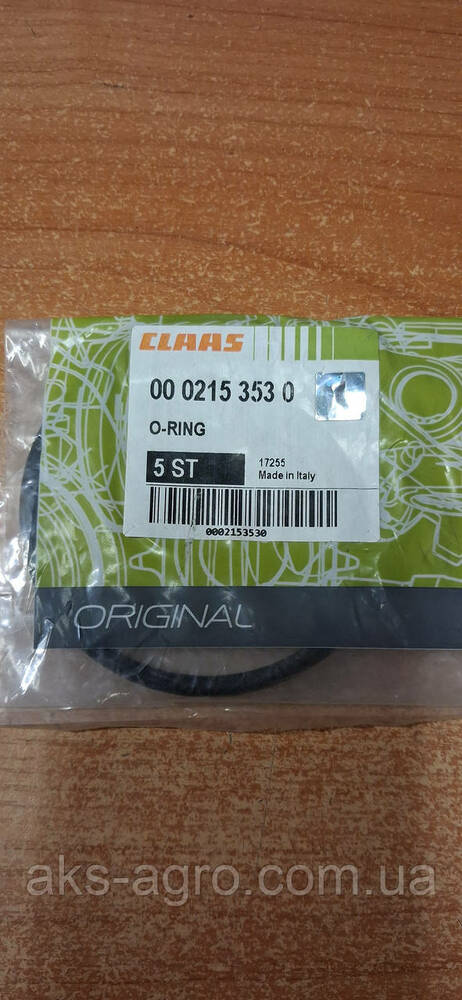 CLAAS
00 0215 353 0
O-RING
5 ST
17255
Made in Italy
0002153530
ORIGINAL
aks-agro.com.ua